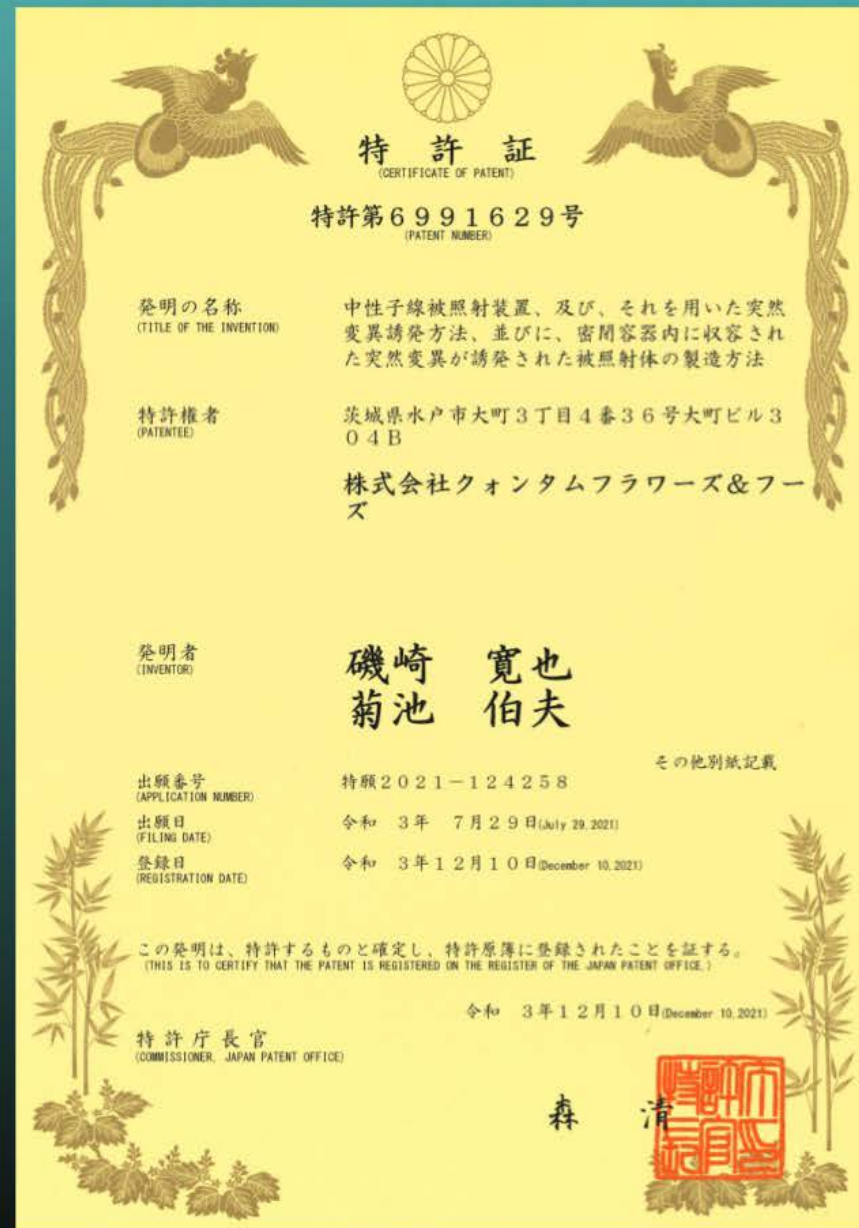 特許証
(CERTIFICATE OF PATENT)
特許第6991629号
(PATENT NUMBER)
発明の名称
(TITLE OF THE INVENTION)
中性子線被照射装置、及び、それを用いた突然
変異誘発方法、並びに、密閉容器内に収容され
た突然変異が誘発された被照射体の製造方法
特許権者
(PATENTEE)
茨城県水戸市大町3丁目4番36号大町ビル3
04B
株式会社クォンタムフラワーズ&フー
ズ
発明者
(INVENTOR)
磯崎 寛也
菊池 伯夫
その他別紙記載
出願番号
(APPLICATION NUMBER)
特願2021-124258
出願日
(FILING DATE)
令和 3年 7月29日(July 29,2021)
登録日
(REGISTRATION DATE)
令和 3年12月10日(December 10,2021)
この発明は、特許するものと確定し、特許原簿に登録されたことを証する。
(THIS IS TO CERTIFY THAT THE PATENT IS REGISTERED ON THE REGISTER OF THE JAPAN PATENT OFFICE.)
令和 3年12月10日(December 10,2021)
特許庁長官
(COMMISSIONER, JAPAN PATENT OFFICE)
森 清